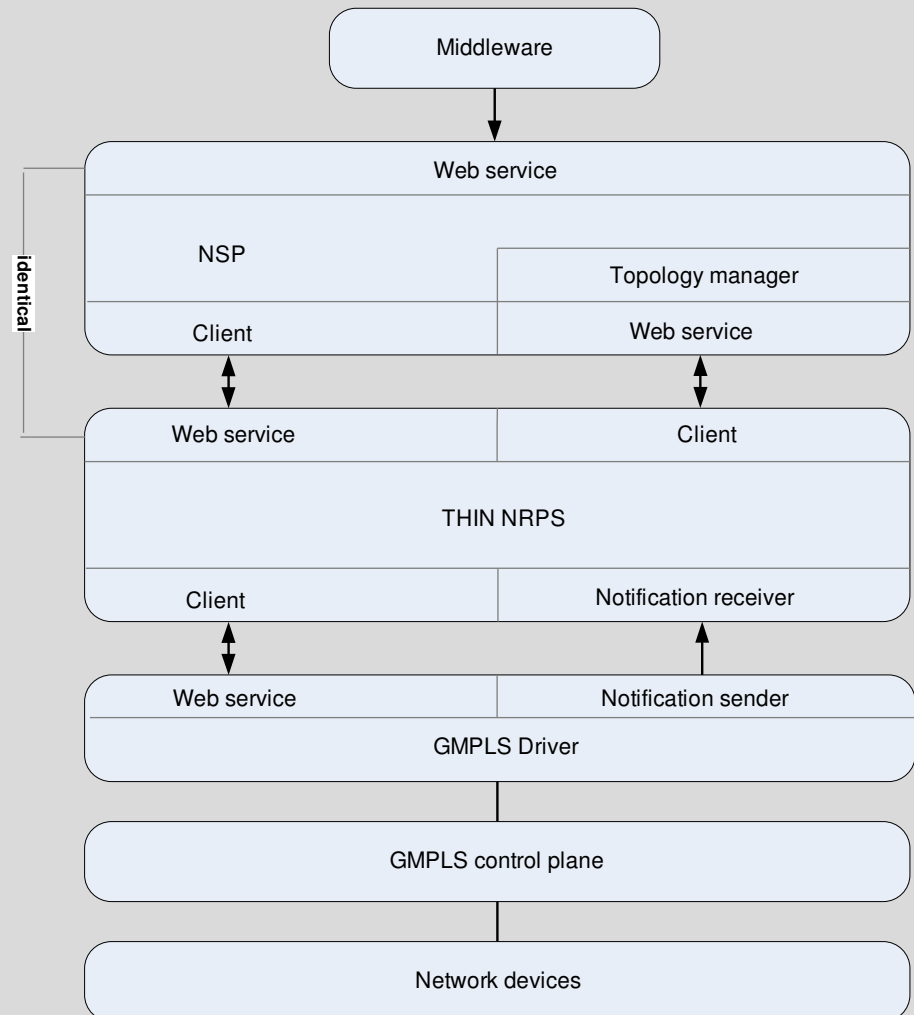 Middleware
Web service
NSP
Topology manager
identical
Client
Web service
Web service
Client
THIN NRPS
Client
Notification receiver
Web service
Notification sender
GMPLS Driver
GMPLS control plane
Network devices